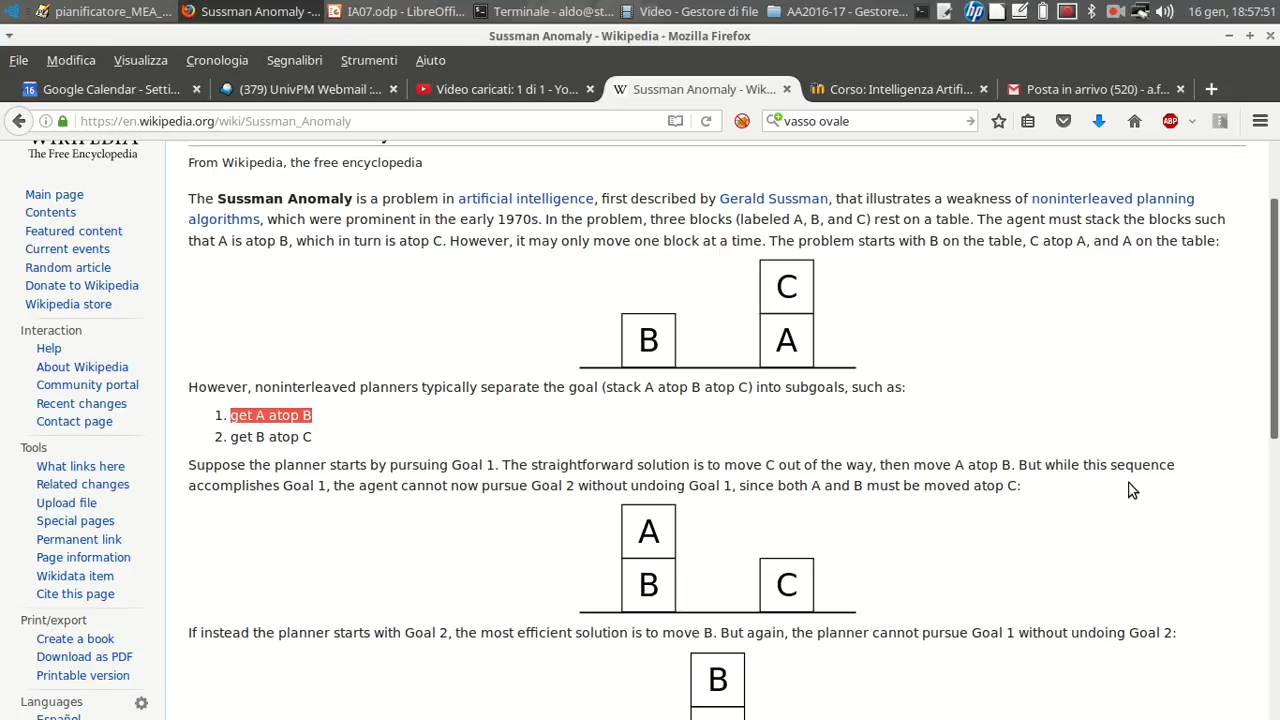 pianificatore_MEA_...
Sussman Anomaly - ...
IA07.odp - LibreOffi...
Terminale - aldo@st...
Video - Gestore di file
AA2016-17 - Gestore...
16 gen, 18:57:51
Sussman Anomaly - Wikipedia - Mozilla Firefox
File Modifica Visualizza Cronologia Segnalibri Strumenti Aiuto
16 Google Calendar - Setti...
(379) UnivPM Webmail :...
Video caricati: 1 di 1 - Yo...
W Sussman Anomaly - Wik...
Corso: Intelligenza Artifi...
Posta in arrivo (520) - a.f...
https://en.wikipedia.org/wiki/Sussman_Anomaly
vasso ovale
ABP
WIKIPEDIA
The Free Encyclopedia
Main page
Contents
Featured content
Current events
Random article
Donate to Wikipedia
Wikipedia store
Interaction
Help
About Wikipedia
Community portal
Recent changes
Contact page
Tools
What links here
Related changes
Upload file
Special pages
Permanent link
Page information
Wikidata item
Cite this page
Print/export
Create a book
Download as PDF
Printable version
Languages
Español
From Wikipedia, the free encyclopedia
The Sussman Anomaly is a problem in artificial intelligence, first described by Gerald Sussman, that illustrates a weakness of noninterleaved planning
algorithms, which were prominent in the early 1970s. In the problem, three blocks (labeled A, B, and C) rest on a table. The agent must stack the blocks such
that A is atop B, which in turn is atop C. However, it may only move one block at a time. The problem starts with B on the table, C atop A, and A on the table:
C
B A
However, noninterleaved planners typically separate the goal (stack A atop B atop C) into subgoals, such as:
1. get A atop B
2. get B atop C
Suppose the planner starts by pursuing Goal 1. The straightforward solution is to move C out of the way, then move A atop B. But while this sequence
accomplishes Goal 1, the agent cannot now pursue Goal 2 without undoing Goal 1, since both A and B must be moved atop C:
A
B C
If instead the planner starts with Goal 2, the most efficient solution is to move B. But again, the planner cannot pursue Goal 1 without undoing Goal 2:
B